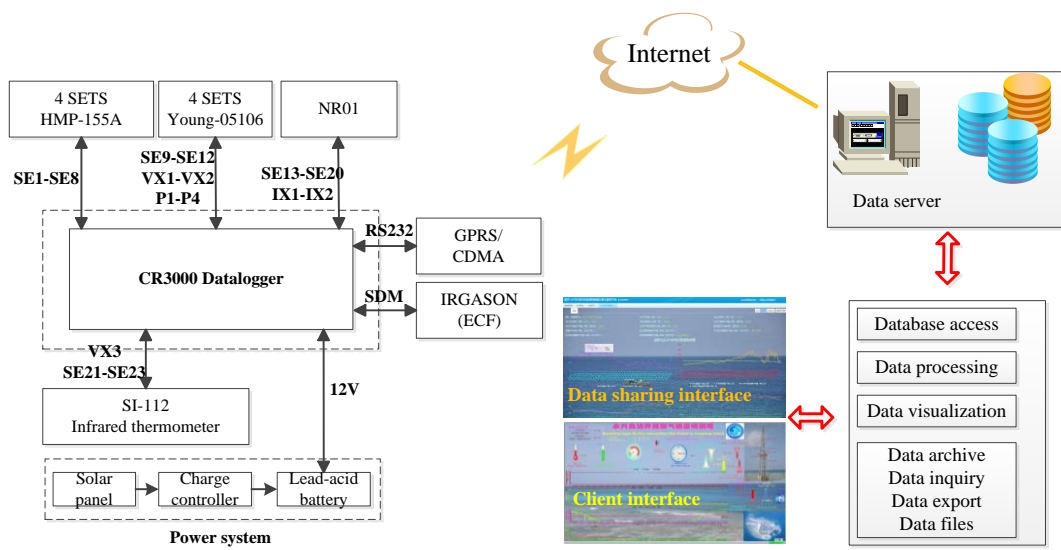 Internet
4 SETS
HMP-155A
4 SETS
Young-05106
NR01
SE1-SE8
SE9-SE12
VX1-VX2
P1-P4
SE13-SE20
IX1-IX2
Data server
CR3000 Datalogger
RS232
GPRS/
CDMA
SDM
IRGASON
(ECF)
VX3
SE21-SE23
12V
SI-112
Infrared thermometer
Solar
panel
Charge
controller
Lead-acid
battery
Power system
Data sharing interface
Client interface
Database access
Data processing
Data visualization
Data archive
Data inquiry
Data export
Data files